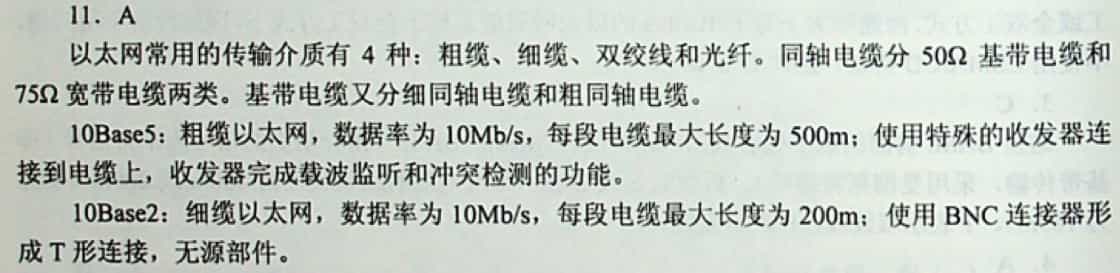 11. A
以太网常用的传输介质有 4 种：粗缆、细缆、双绞线和光纤。同轴电缆分 50Ω 基带电缆和
75Ω 宽带电缆两类。基带电缆又分细同轴电缆和粗同轴电缆。
10Base5：粗缆以太网，数据率为 10Mb/s，每段电缆最大长度为 500m；使用特殊的收发器连
接到电缆上，收发器完成载波监听和冲突检测的功能。
10Base2：细缆以太网，数据率为 10Mb/s，每段电缆最大长度为 200m；使用 BNC 连接器形
成 T 形连接，无源部件。